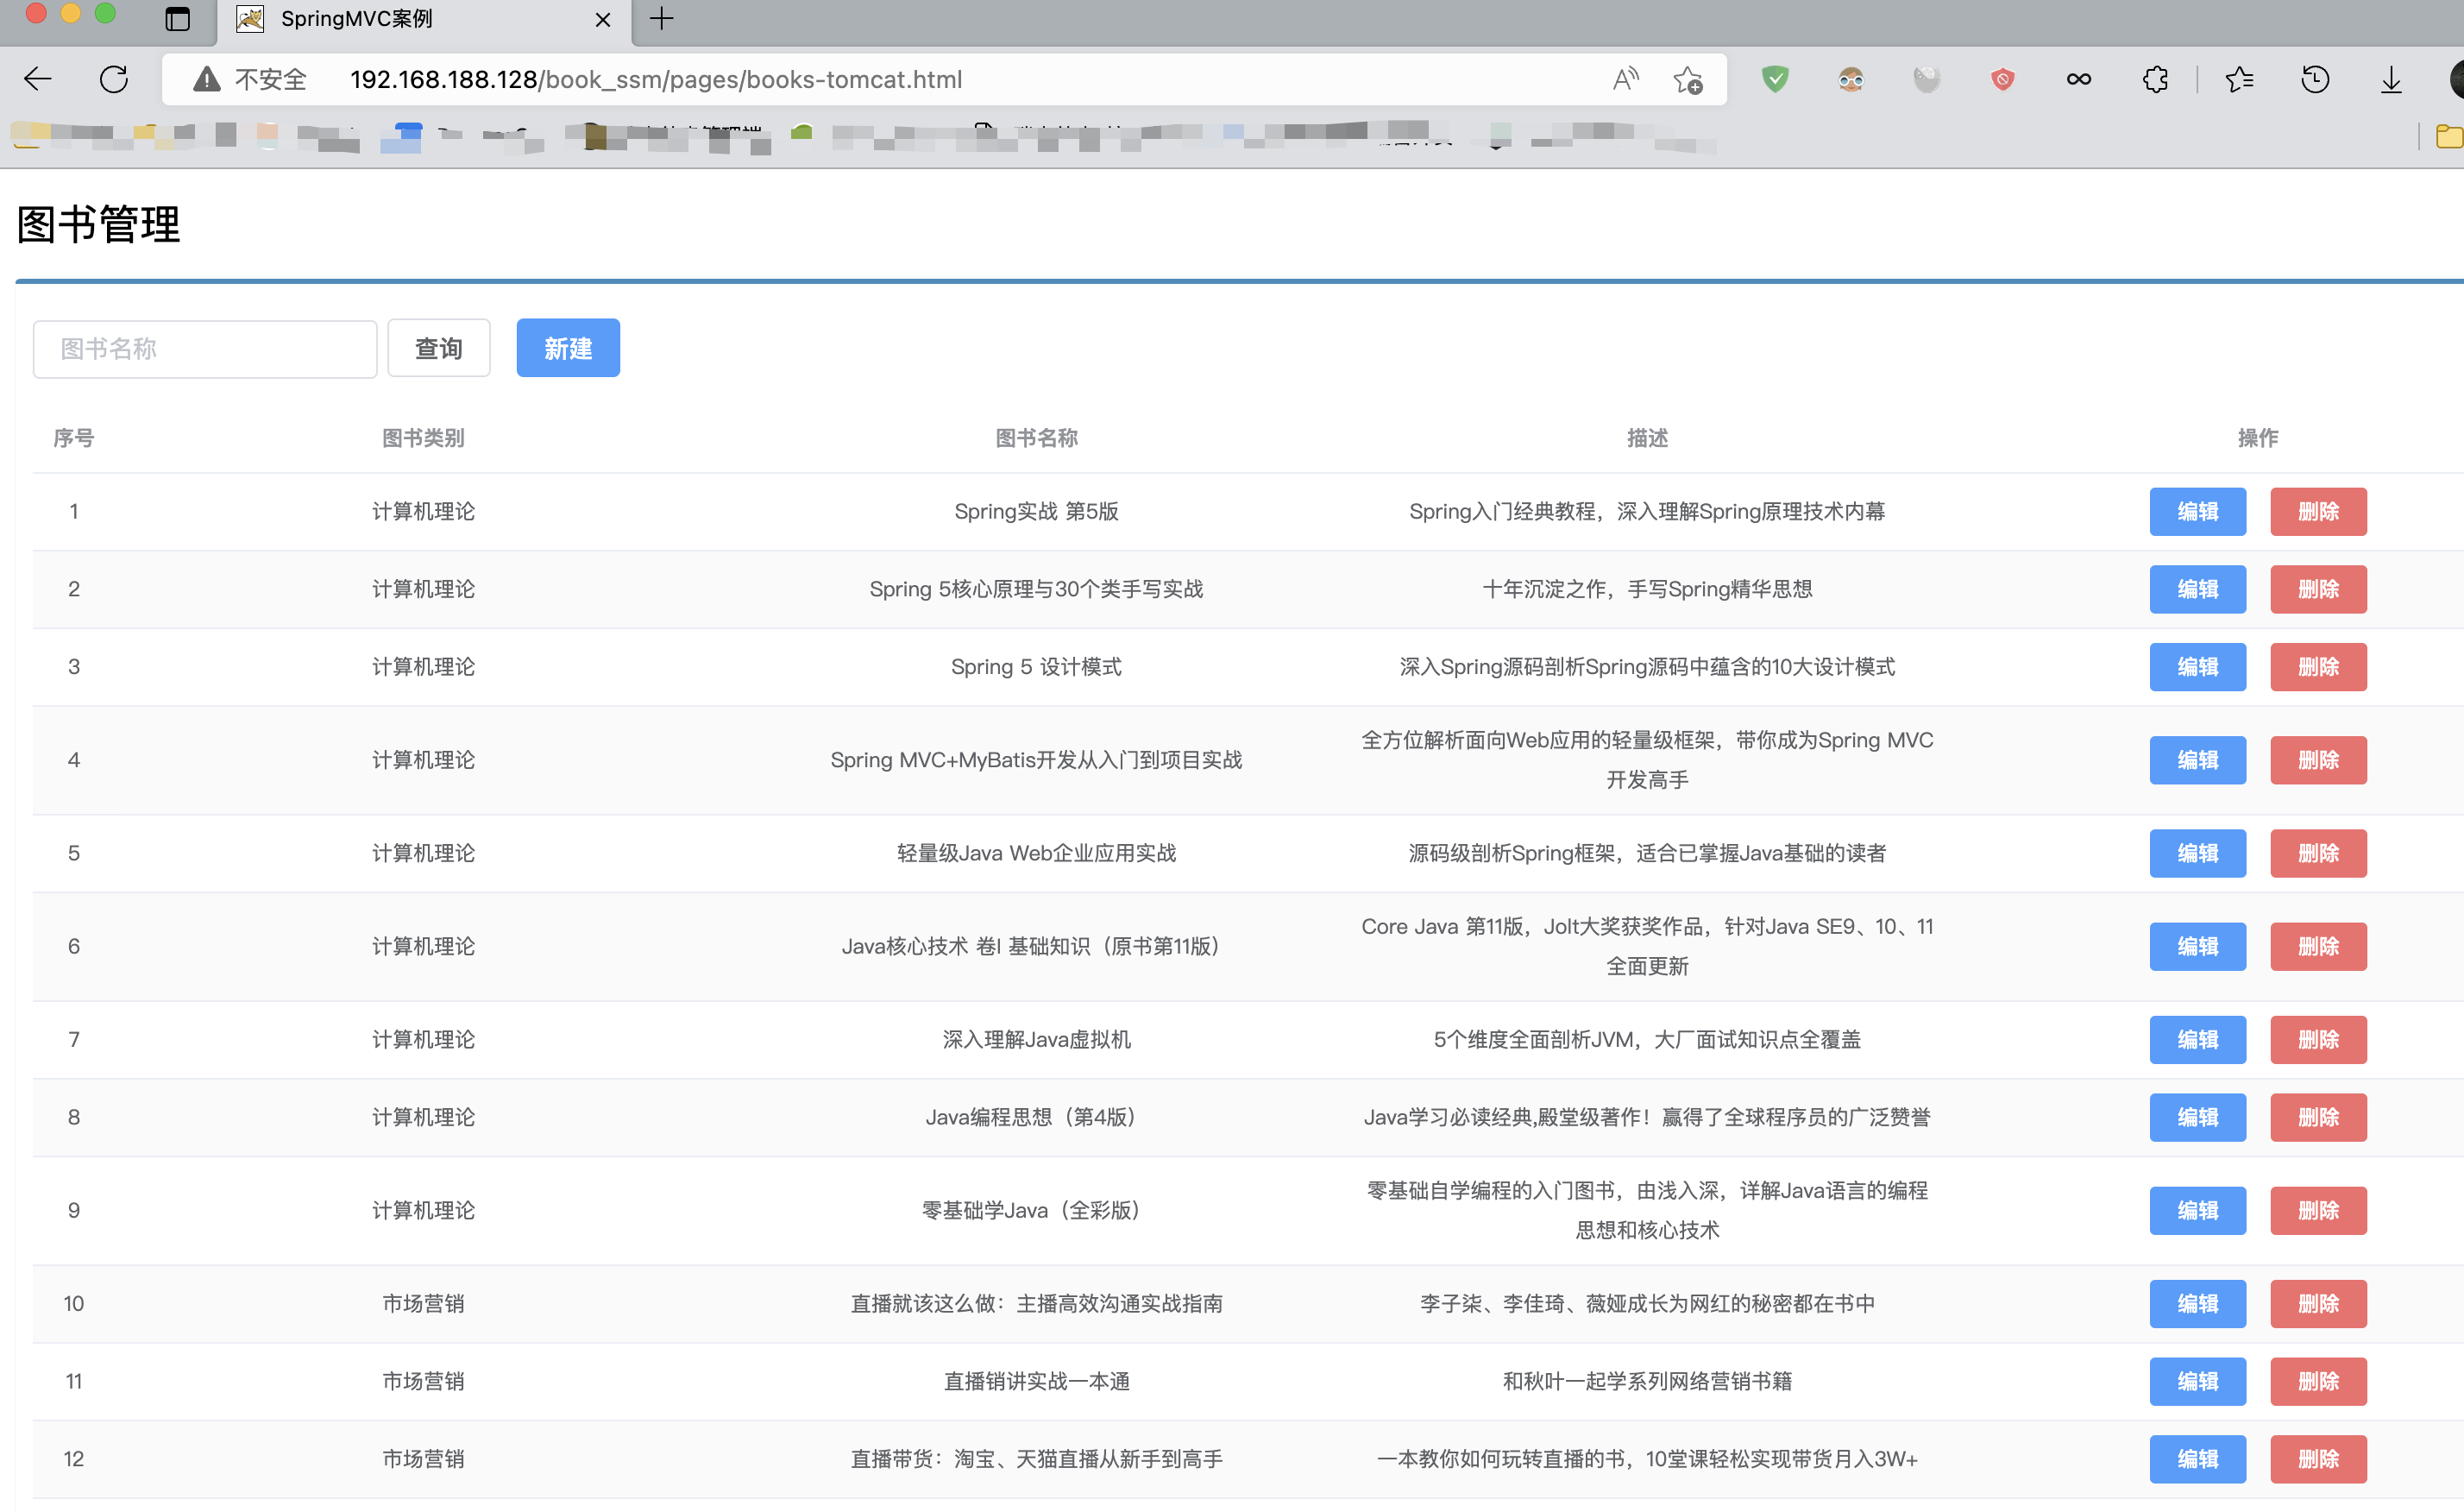 SpringMVC案例
不安全 192.168.188.128/book_ssm/pages/books-tomcat.html
图书管理
图书名称 查询 新建
序号 图书类别 图书名称 描述 操作
1 计算机理论 Spring实战 第5版 Spring入门经典教程，深入理解Spring原理技术内幕 编辑 删除
2 计算机理论 Spring 5核心原理与30个类手写实战 十年沉淀之作，手写Spring精华思想 编辑 删除
3 计算机理论 Spring 5 设计模式 深入Spring源码剖析Spring源码中蕴含的10大设计模式 编辑 删除
4 计算机理论 Spring MVC+MyBatis开发从入门到项目实战 全方位解析面向Web应用的轻量级框架，带你成为Spring MVC
开发高手 编辑 删除
5 计算机理论 轻量级Java Web企业应用实战 源码级剖析Spring框架，适合已掌握Java基础的读者 编辑 删除
6 计算机理论 Java核心技术 卷I 基础知识（原书第11版） Core Java 第11版，Jolt大奖获奖作品，针对Java SE9、10、11
全面更新 编辑 删除
7 计算机理论 深入理解Java虚拟机 5个维度全面剖析JVM，大厂面试知识点全覆盖 编辑 删除
8 计算机理论 Java编程思想（第4版） Java学习必读经典,殿堂级著作！赢得了全球程序员的广泛赞誉 编辑 删除
9 计算机理论 零基础学Java（全彩版） 零基础自学编程的入门图书，由浅入深，详解Java语言的编程
思想和核心技术 编辑 删除
10 市场营销 直播就该这么做：主播高效沟通实战指南 李子柒、李佳琦、薇娅成长为网红的秘密都在书中 编辑 删除
11 市场营销 直播销讲实战一本通 和秋叶一起学系列网络营销书籍 编辑 删除
12 市场营销 直播带货：淘宝、天猫直播从新手到高手 一本教你如何玩转直播的书，10堂课轻松实现带货月入3W+ 编辑 删除